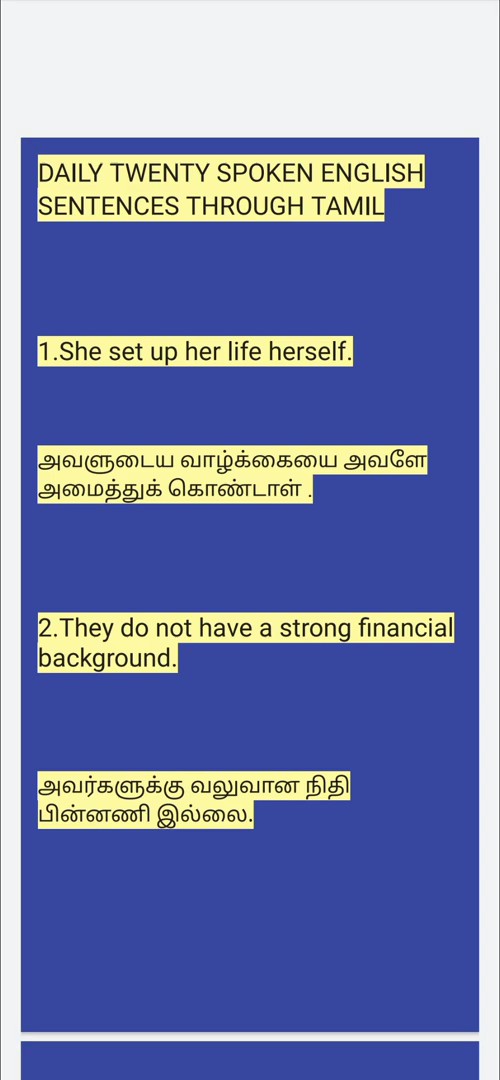 DAILY TWENTY SPOKEN ENGLISH
SENTENCES THROUGH TAMIL
1.She set up her life herself.
அவளுடைய வாழ்க்கையை அவளே
அமைத்துக் கொண்டாள் .
2.They do not have a strong financial
background.
அவர்களுக்கு வலுவான நிதி
பின்னணி இல்லை.